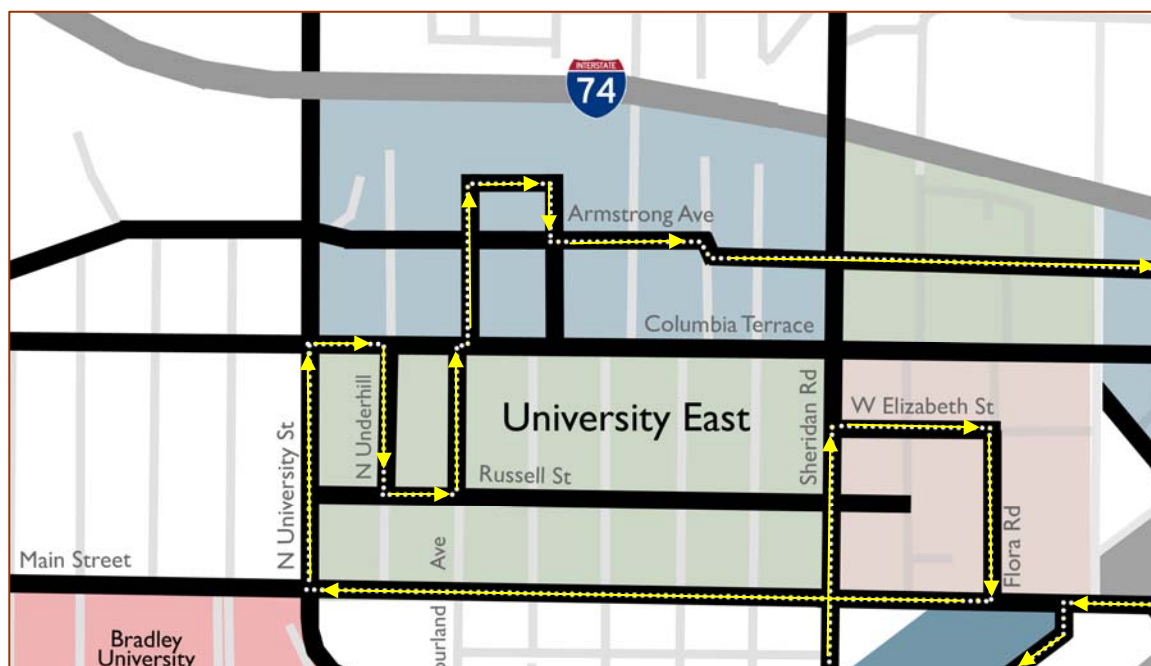 INTERSTATE
74
Armstrong Ave
Columbia Terrace
N Underhill
University East
Sheridan Rd
W Elizabeth St
N University St
Russell St
Main Street
Ave
Flora Rd
Bradley
University
ourland